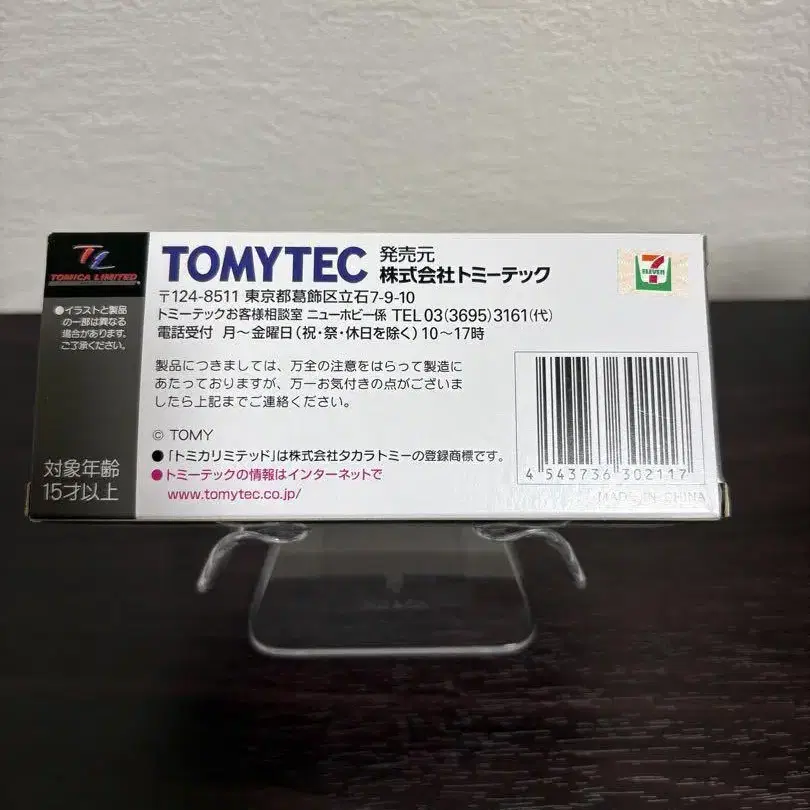 TL
TOMICA LIMITED
●イラストと製品
の一部は異なる
場合があります。
ご了承ください。
対象年齢
15才以上
TOMYTEC
発売元
株式会社トミーテック
〒124-8511 東京都葛飾区立石7-9-10
トミーテックお客様相談室 ニューホビー係 TEL 03(3695)3161(代)
電話受付 月～金曜日(祝・祭・休日を除く)10～17時
製品につきましては、万全の注意をはらって製造に
あたっておりますが、万一お気付きの点がございま
したら上記までご連絡ください。
© TOMY
●「トミカリミテッド」は株式会社タカラトミーの登録商標です。
●トミーテックの情報はインターネットで
www.tomytec.co.jp/
7
ELEVEN
4 543736 302117
MADE IN CHINA